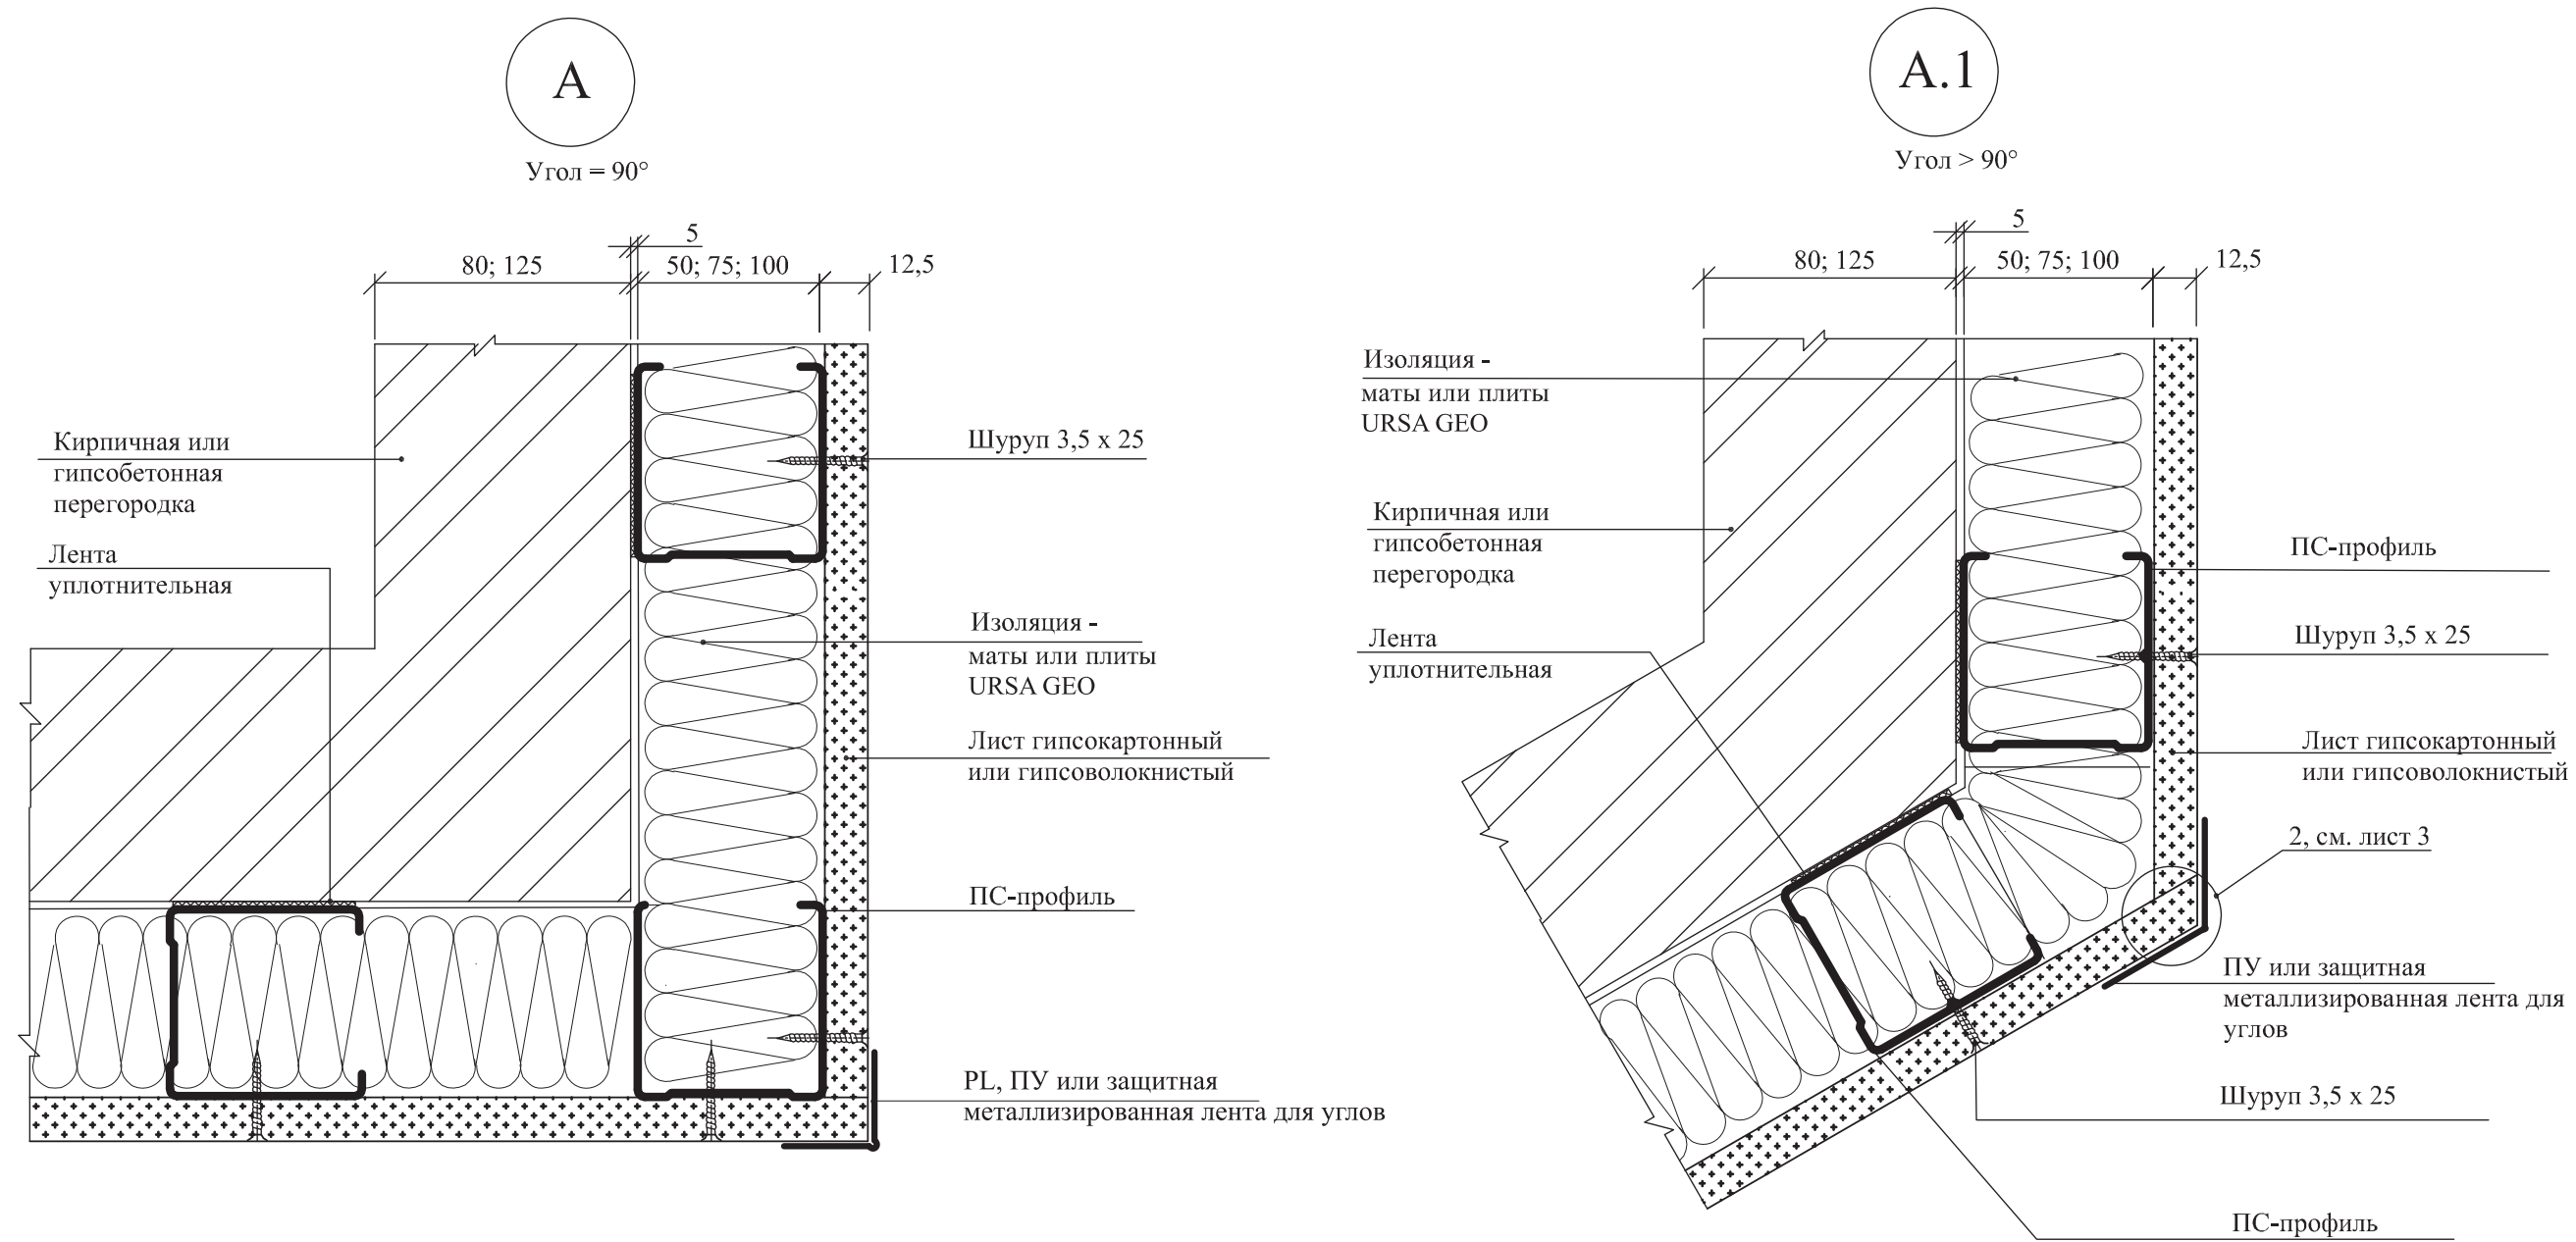 А
Угол = 90°
5
80; 125
50; 75; 100
12,5
Кирпичная или
гипсобетонная
перегородка
Лента
уплотнительная
Шуруп 3,5 х 25
Изоляция -
маты или плиты
URSA GEO
Лист гипсокартонный
или гипсоволокнистый
ПС-профиль
PL, ПУ или защитная
металлизированная лента для углов
А.1
Угол > 90°
5
80; 125
50; 75; 100
12,5
Изоляция -
маты или плиты
URSA GEO
Кирпичная или
гипсобетонная
перегородка
Лента
уплотнительная
ПС-профиль
Шуруп 3,5 х 25
Лист гипсокартонный
или гипсоволокнистый
2, см. лист 3
ПУ или защитная
металлизированная лента для
углов
Шуруп 3,5 х 25
ПС-профиль